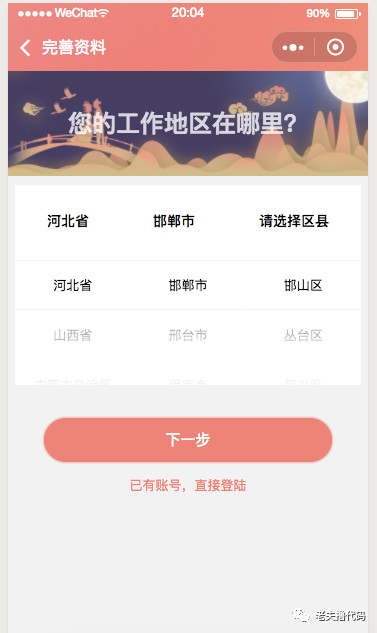 WeChat 20:04 90%
完善资料
您的工作地区在哪里?
河北省 邯郸市 请选择区县
河北省 邯郸市 邯山区
山西省 邢台市 丛台区
下一步
已有账号，直接登陆
老夫撸代码